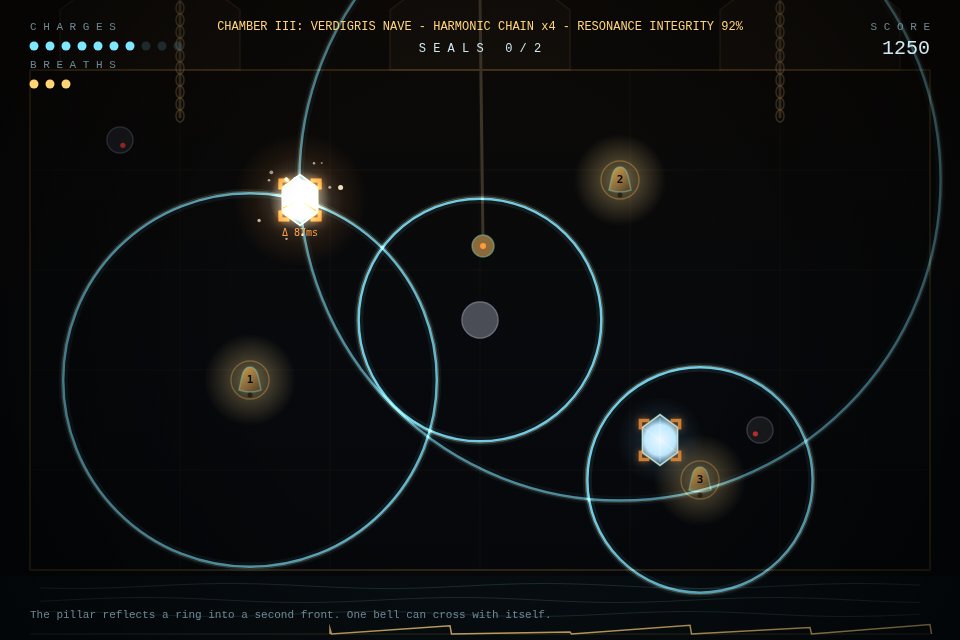 CHARGES
CHAMBER III: VERDIGRIS NAVE - HARMONIC CHAIN x4 - RESONANCE INTEGRITY 92%
SCORE
SEALS 0/2
1250
BREATHS
2
Δ 87ms
1
3
The pillar reflects a ring into a second front. One bell can cross with itself.